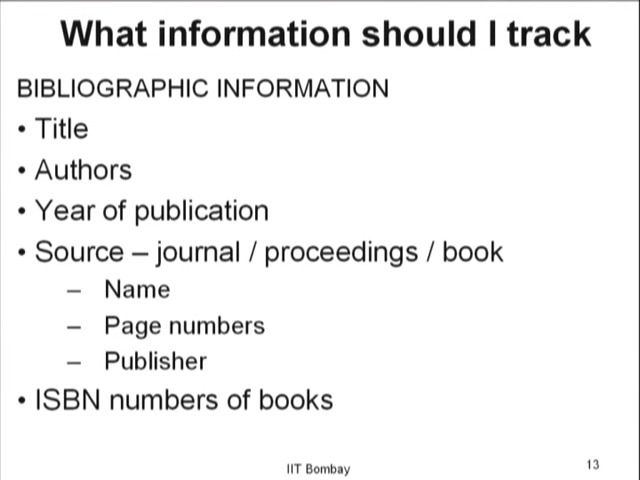 What information should I track
BIBLIOGRAPHIC INFORMATION
• Title
• Authors
• Year of publication
• Source – journal / proceedings / book
– Name
– Page numbers
– Publisher
• ISBN numbers of books
IIT Bombay
13